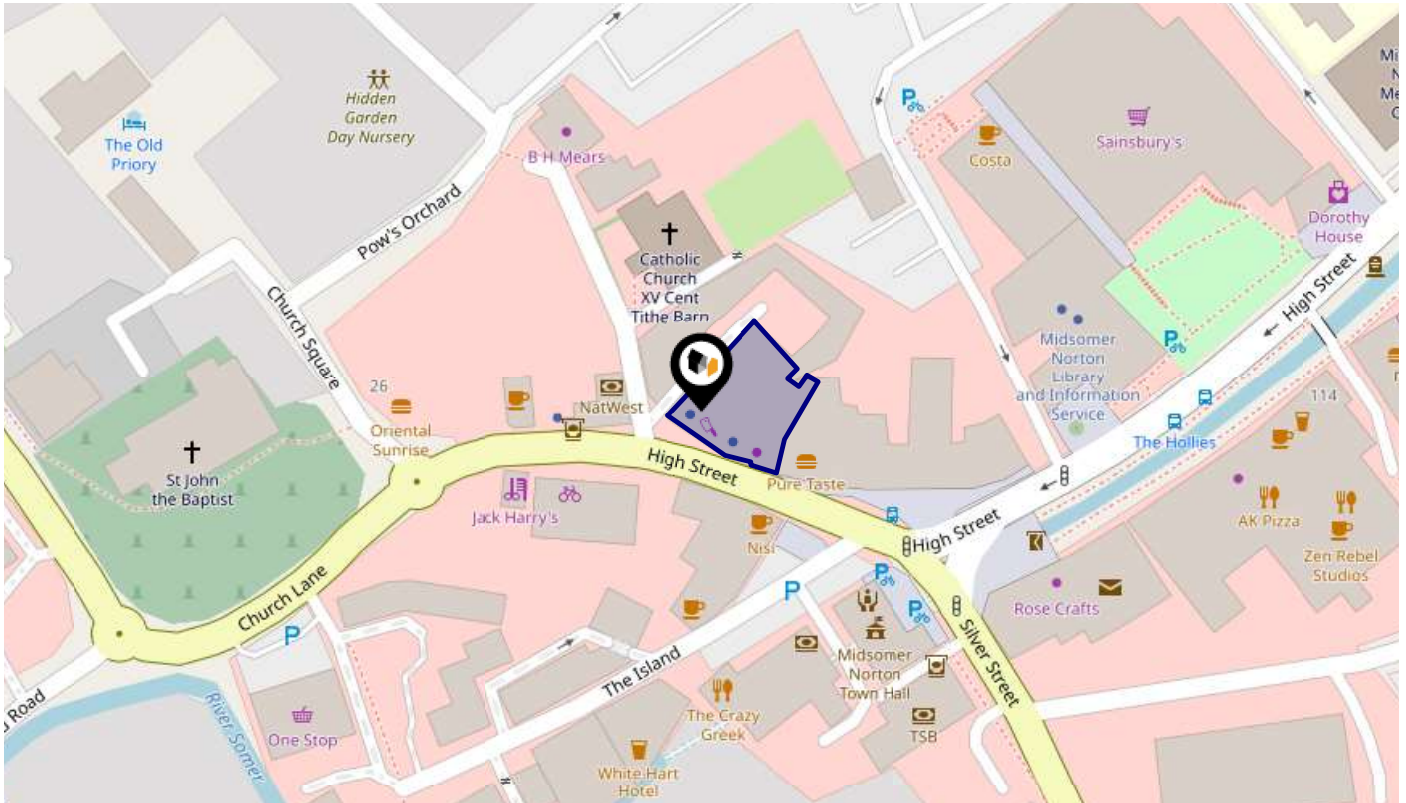 Hidden
Garden
Day Nursery
The Old
Priory
B H Mears
Pow's Orchard
Costa
Sainsbury's
Dorothy
House
Catholic
Church
XV Cent
Tithe Barn
Church Square
High Street
Midsomer
Norton
Library
and Information
Service
The Hollies
26
Oriental
Sunrise
NatWest
114
St John
the Baptist
High Street
Pure Taste
Jack Harry's
Nisi
High Street
AK Pizza
Zen Rebel
Studios
Church Lane
Rose Crafts
Silver Street
The Island
Midsomer
Norton
Town Hall
Road
River Somer
One Stop
The Crazy
Greek
TSB
White Hart
Hotel
P
P